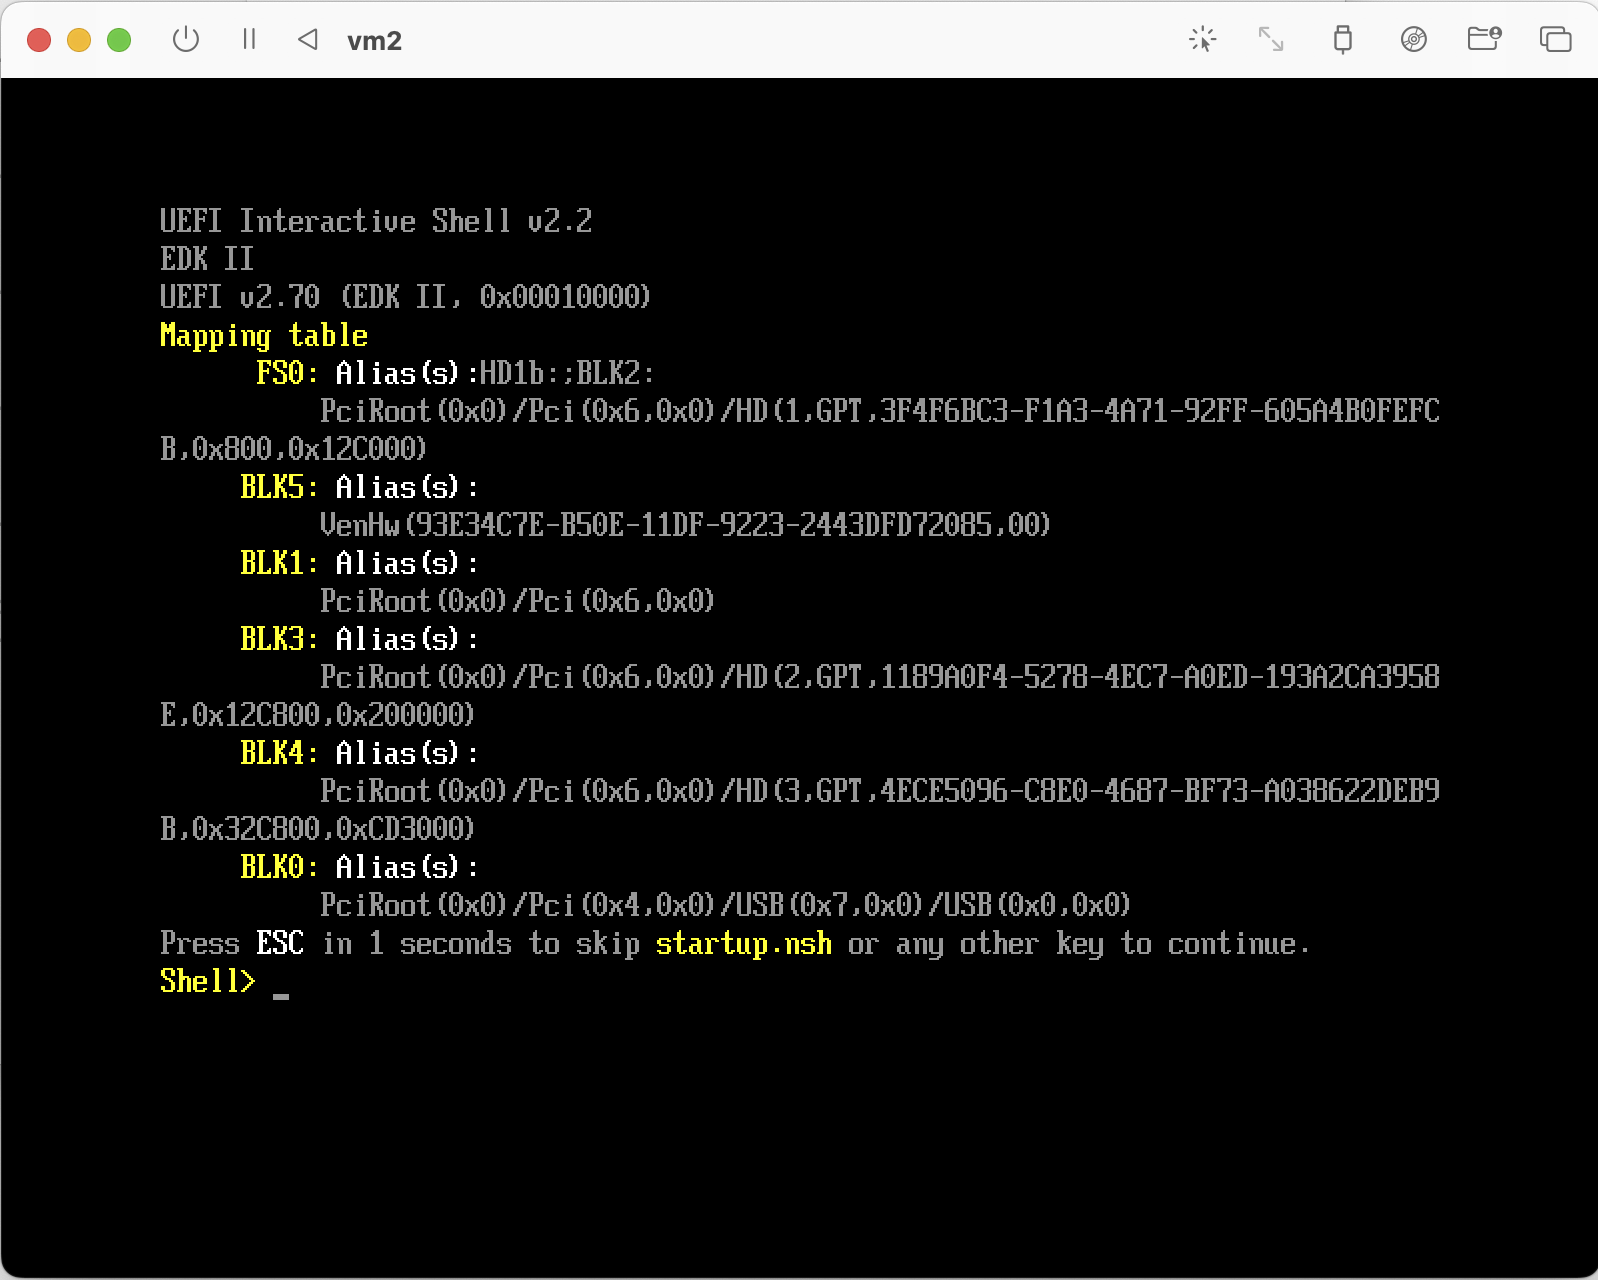 vm2
UEFI Interactive Shell v2.2
EDK II
UEFI v2.70 (EDK II, 0x00010000)
Mapping table
FS0: Alias(s):HD1b:;BLK2:
PciRoot(0x0)/Pci(0x6,0x0)/HD(1,GPT,3F4F6BC3-F1A3-4A71-92FF-605A4B0FEFC
B,0x800,0x12C000)
BLK5: Alias(s):
VenHw(93E34C7E-B50E-11DF-9223-2443DFD72085,00)
BLK1: Alias(s):
PciRoot(0x0)/Pci(0x6,0x0)
BLK3: Alias(s):
PciRoot(0x0)/Pci(0x6,0x0)/HD(2,GPT,1189A0F4-5278-4EC7-A0ED-193A2CA3958
E,0x12C800,0x200000)
BLK4: Alias(s):
PciRoot(0x0)/Pci(0x6,0x0)/HD(3,GPT,4ECE5096-C8E0-4687-BF73-A038622DEB9
B,0x32C800,0xCD3000)
BLK0: Alias(s):
PciRoot(0x0)/Pci(0x4,0x0)/USB(0x7,0x0)/USB(0x0,0x0)
Press ESC in 1 seconds to skip startup.nsh or any other key to continue.
Shell> _